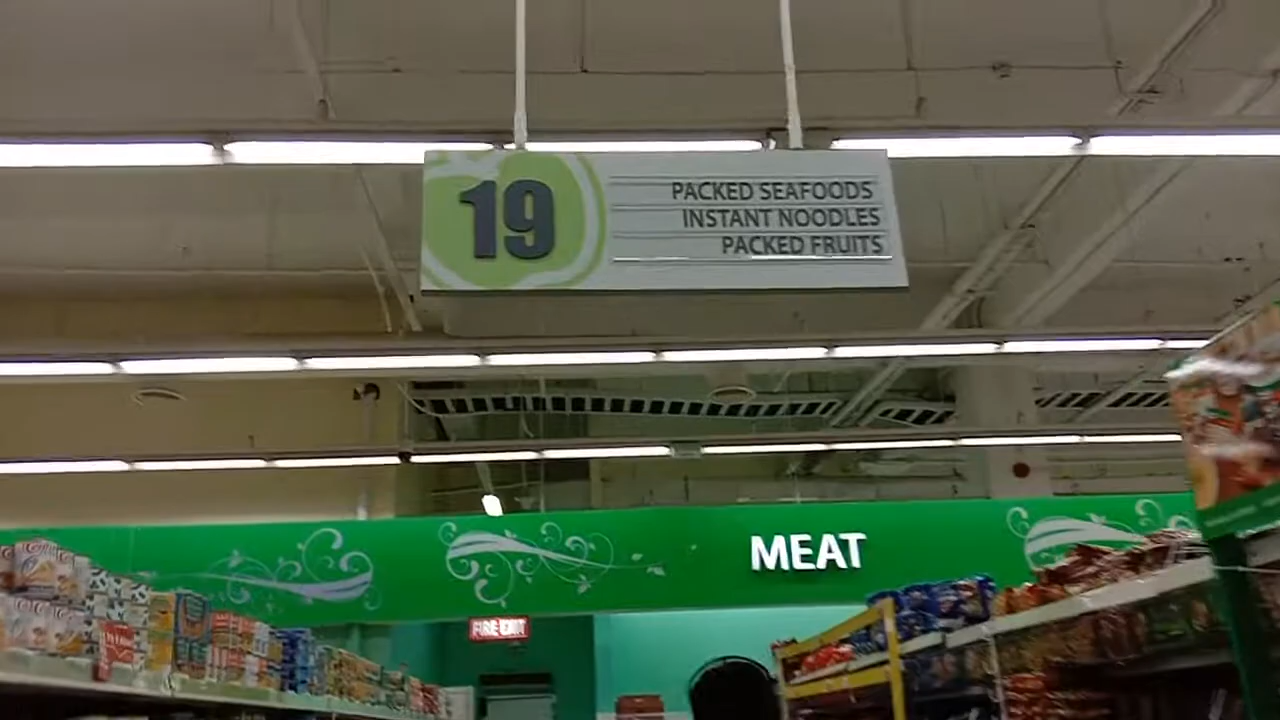 19
PACKED SEAFOODS
INSTANT NOODLES
PACKED FRUITS
MEAT
FIRE EXIT